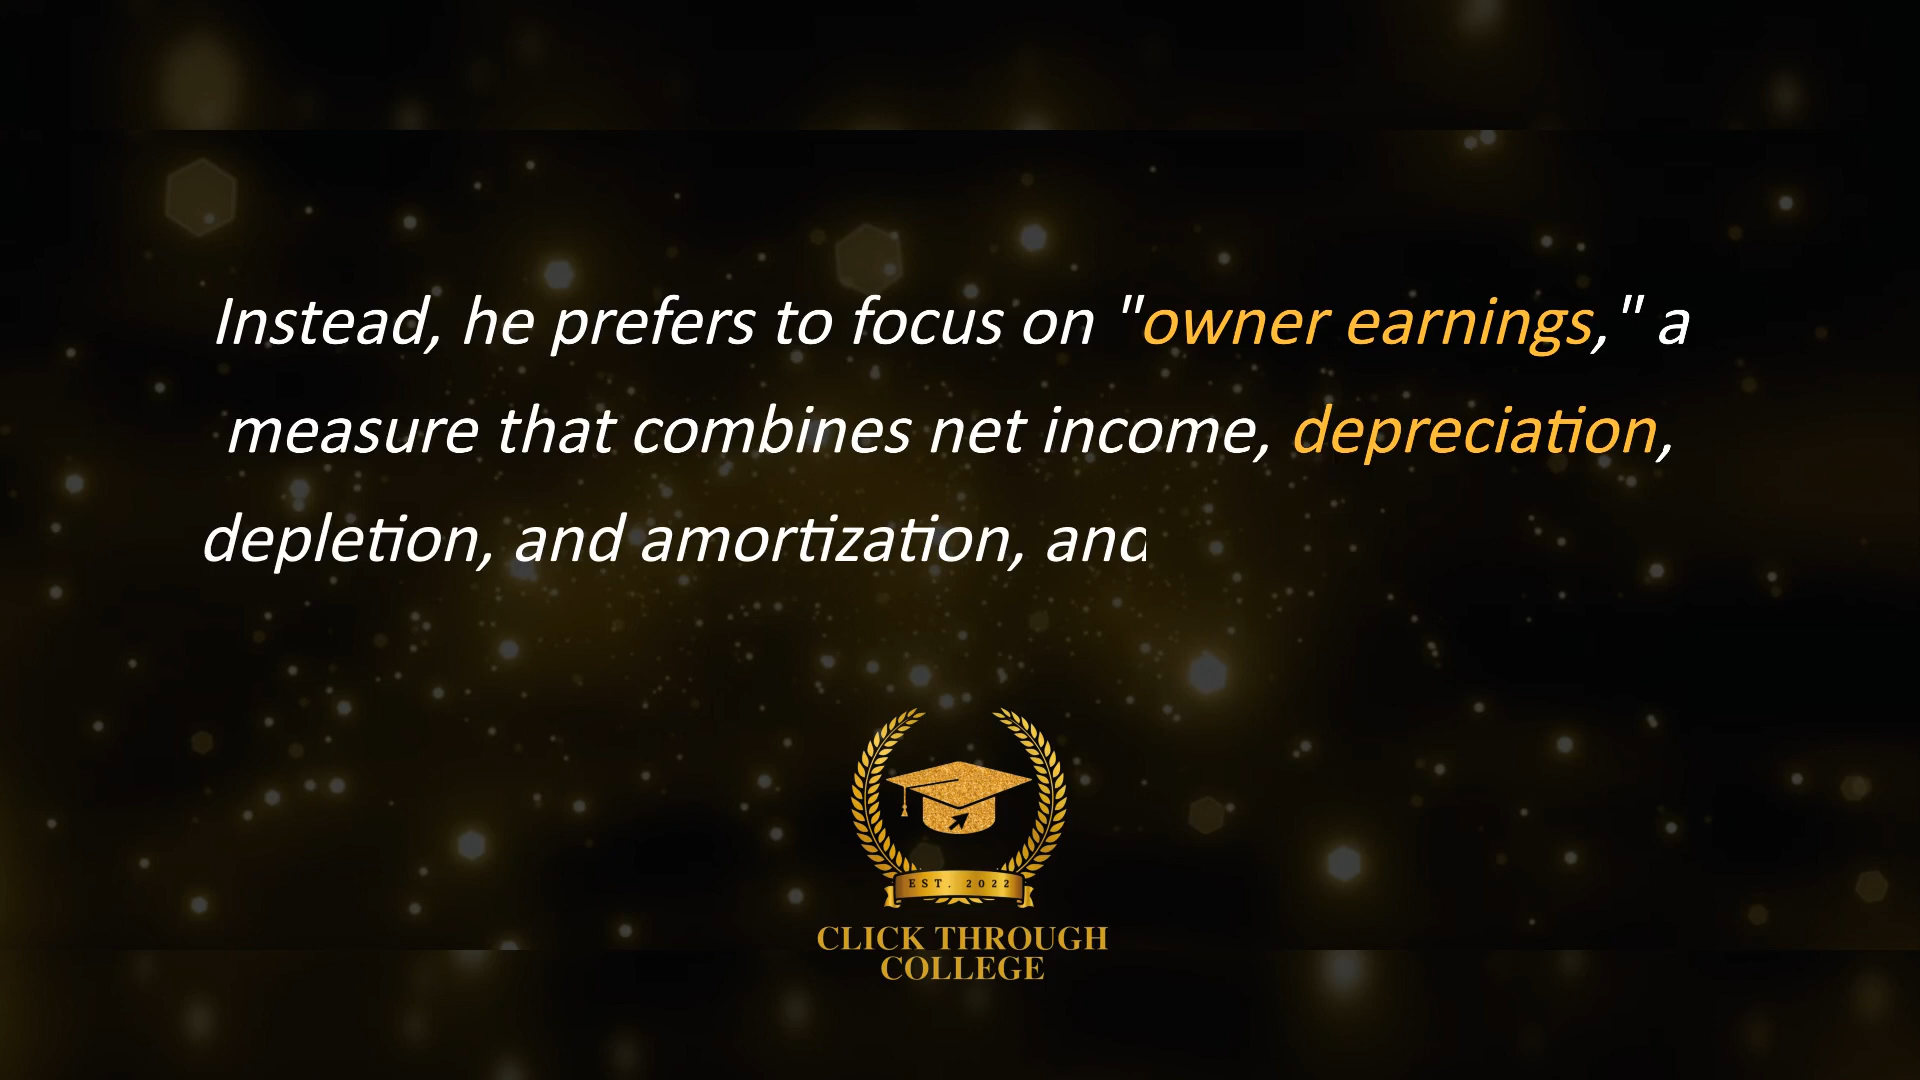 Instead, he prefers to focus on "owner earnings," a
measure that combines net income, depreciation,
depletion, and amortization, and
EST. 2022
CLICK THROUGH
COLLEGE